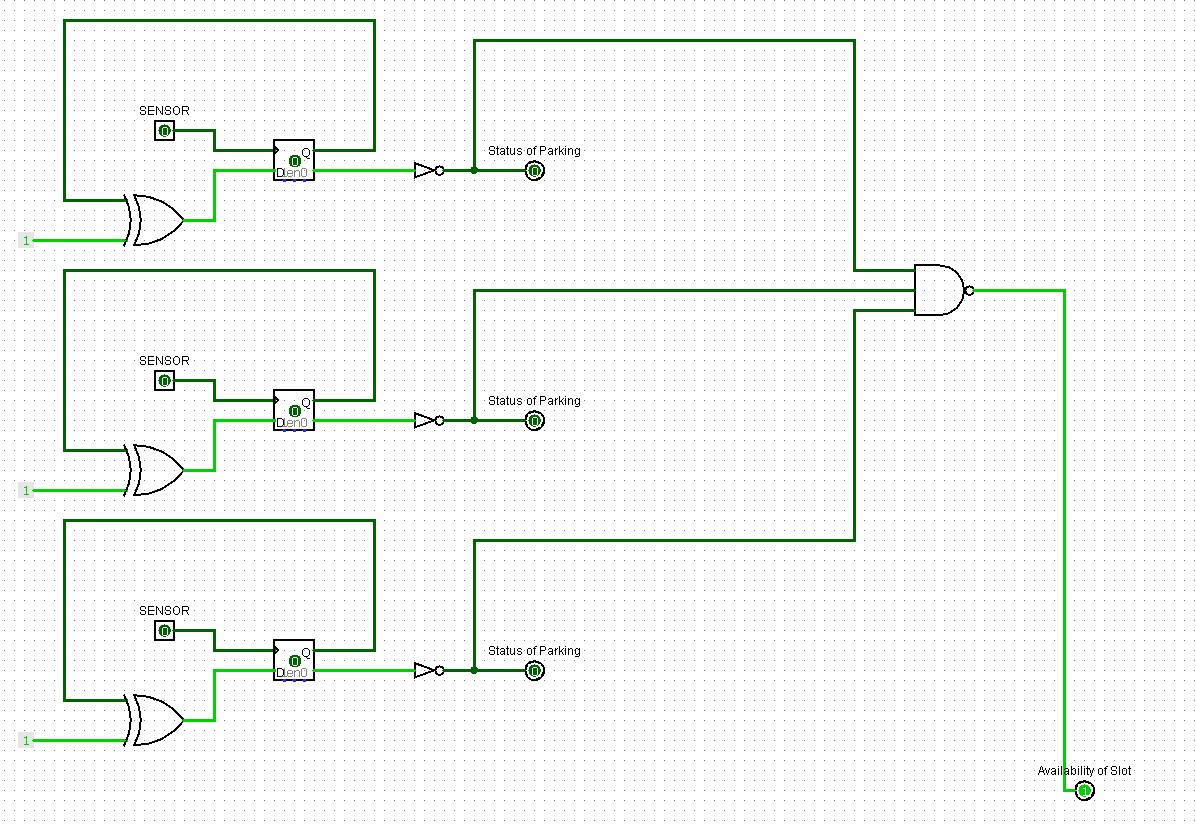 SENSOR
Status of Parking
0
0
Q
D en 0
0
1
SENSOR
Status of Parking
0
0
Q
D en 0
0
1
SENSOR
Status of Parking
0
0
Q
D en 0
0
1
Availability of Slot
1